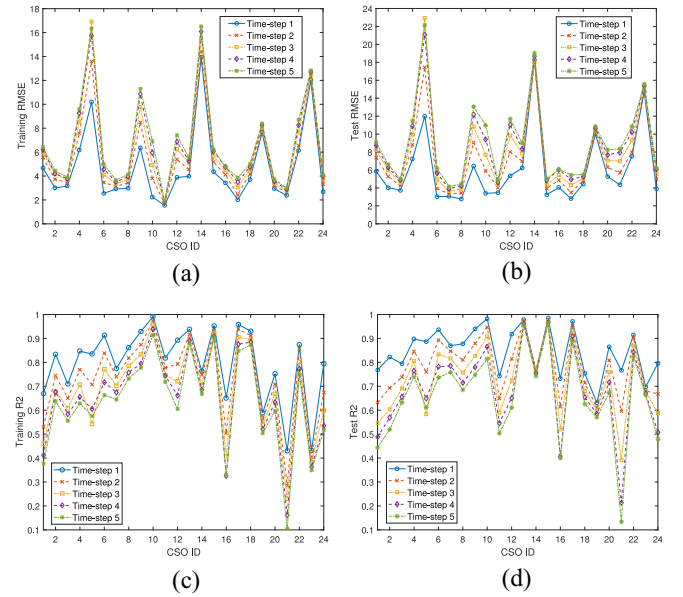 18
16
14
12
10
8
6
4
2
0
Training RMSE
2 4 6 8 10 12 14 16 18 20 22 24
CSO ID
Time-step 1
Time-step 2
Time-step 3
Time-step 4
Time-step 5
(a)
24
22
20
18
16
14
12
10
8
6
4
2
0
Test RMSE
2 4 6 8 10 12 14 16 18 20 22 24
CSO ID
Time-step 1
Time-step 2
Time-step 3
Time-step 4
Time-step 5
(b)
1
0.9
0.8
0.7
0.6
0.5
0.4
0.3
0.2
0.1
Training R2
2 4 6 8 10 12 14 16 18 20 22 24
CSO ID
Time-step 1
Time-step 2
Time-step 3
Time-step 4
Time-step 5
(c)
1
0.9
0.8
0.7
0.6
0.5
0.4
0.3
0.2
0.1
Test R2
2 4 6 8 10 12 14 16 18 20 22 24
CSO ID
Time-step 1
Time-step 2
Time-step 3
Time-step 4
Time-step 5
(d)